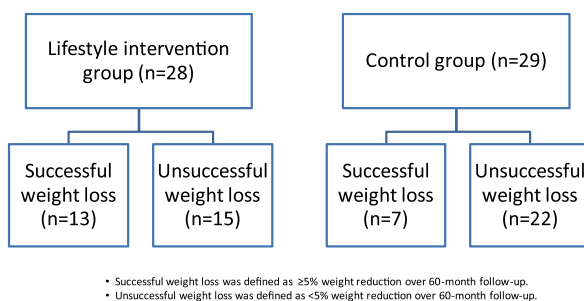 Lifestyle intervention
group (n=28)
Control group (n=29)
Successful
weight loss
(n=13)
Unsuccessful
weight loss
(n=15)
Successful
weight loss
(n=7)
Unsuccessful
weight loss
(n=22)
• Successful weight loss was defined as ≥5% weight reduction over 60-month follow-up.
• Unsuccessful weight loss was defined as <5% weight reduction over 60-month follow-up.